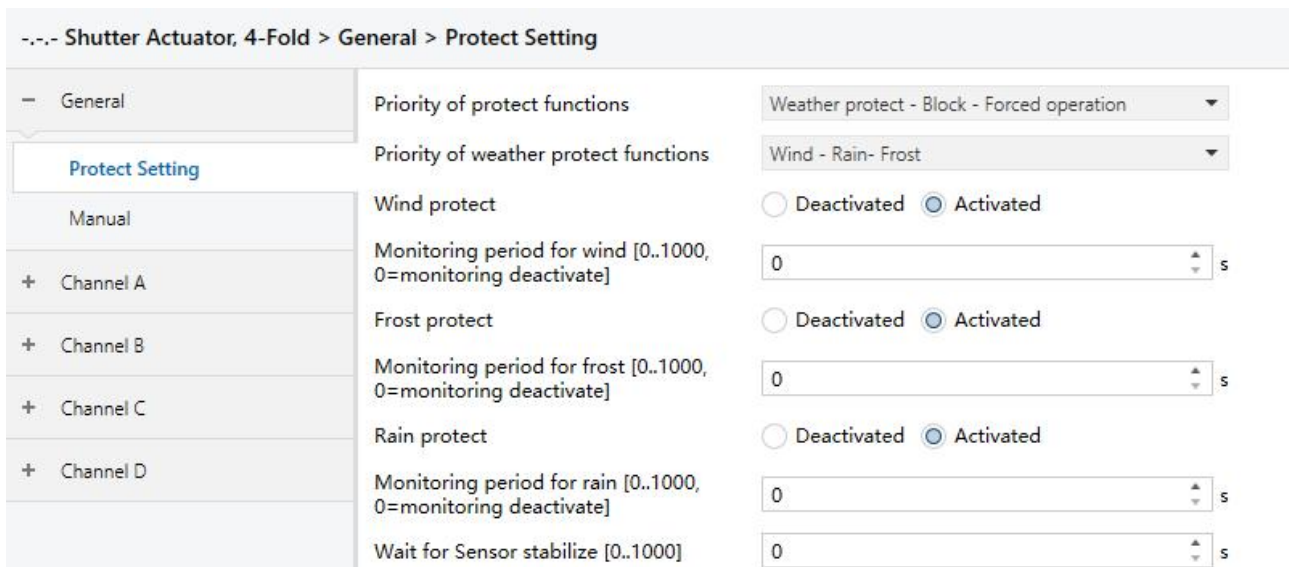 -.-.- Shutter Actuator, 4-Fold > General > Protect Setting
− General
Protect Setting
Manual
+ Channel A
+ Channel B
+ Channel C
+ Channel D
Priority of protect functions Weather protect - Block - Forced operation
Priority of weather protect functions Wind - Rain- Frost
Wind protect Deactivated Activated
Monitoring period for wind [0..1000,
0=monitoring deactivate] 0 s
Frost protect Deactivated Activated
Monitoring period for frost [0..1000,
0=monitoring deactivate] 0 s
Rain protect Deactivated Activated
Monitoring period for rain [0..1000,
0=monitoring deactivate] 0 s
Wait for Sensor stabilize [0..1000] 0 s